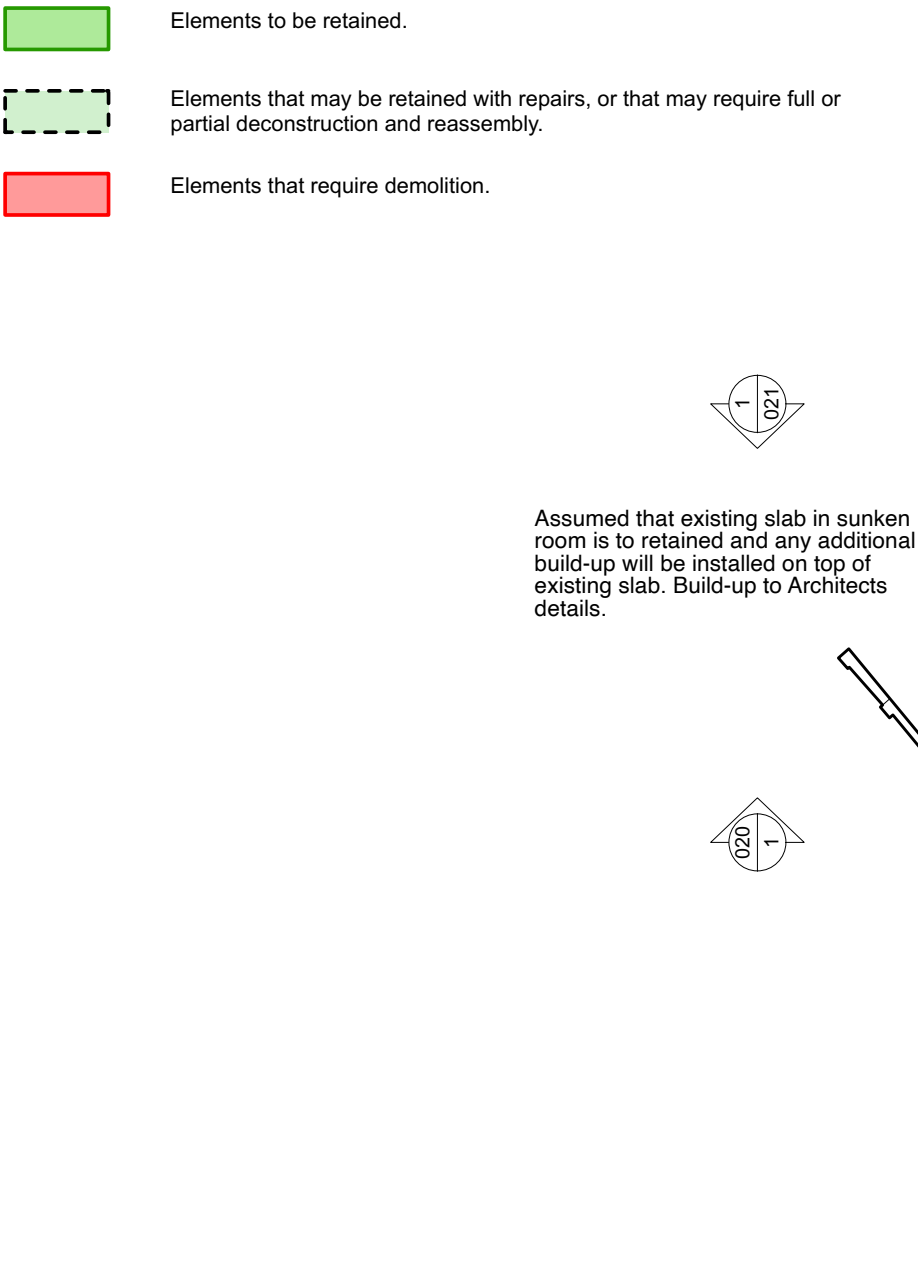 Elements to be retained.
Elements that may be retained with repairs, or that may require full or
partial deconstruction and reassembly.
Elements that require demolition.
1
021
Assumed that existing slab in sunken
room is to retained and any additional
build-up will be installed on top of
existing slab. Build-up to Architects
details.
020
1